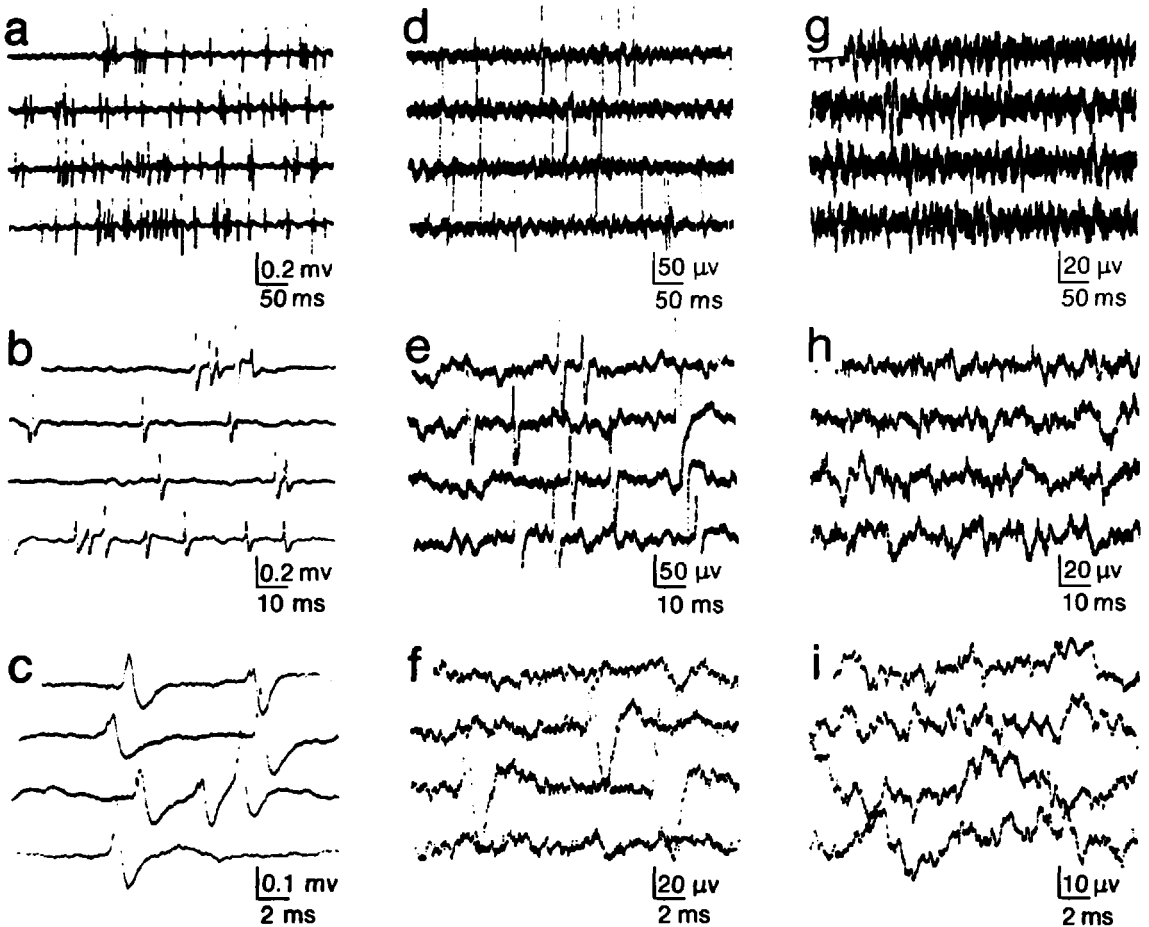 a
d
g
0.2 mv
50 ms
50 μv
50 ms
20 μv
50 ms
b
e
h
0.2 mv
10 ms
50 μv
10 ms
20 μv
10 ms
c
f
i
0.1 mv
2 ms
20 μv
2 ms
10 μv
2 ms